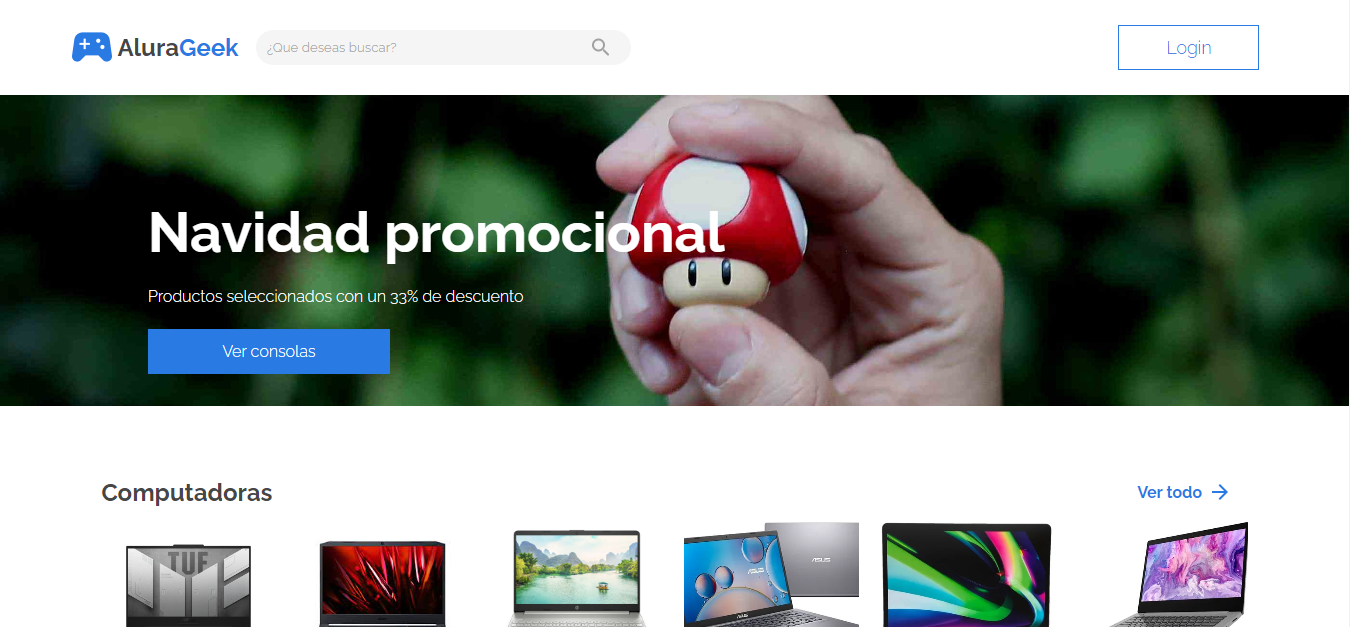 AluraGeek
¿Que deseas buscar?
Login
Navidad promocional
Productos seleccionados con un 33% de descuento
Ver consolas
Computadoras
Ver todo
TUF
ASUS